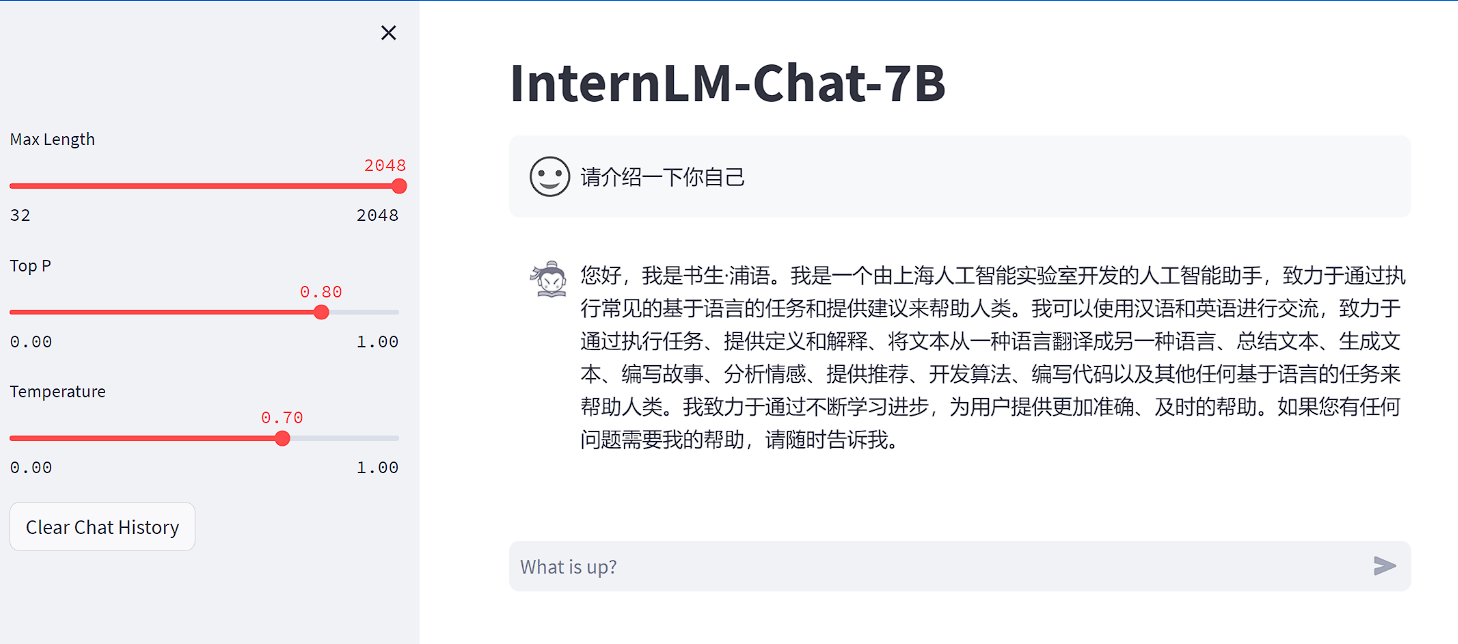 Max Length
2048
32 2048
Top P
0.80
0.00 1.00
Temperature
0.70
0.00 1.00
Clear Chat History
InternLM-Chat-7B
请介绍一下你自己
您好，我是书生·浦语。我是一个由上海人工智能实验室开发的人工智能助手，致力于通过执
行常见的基于语言的任务和提供建议来帮助人类。我可以使用汉语和英语进行交流，致力于
通过执行任务、提供定义和解释、将文本从一种语言翻译成另一种语言、总结文本、生成文
本、编写故事、分析情感、提供推荐、开发算法、编写代码以及其他任何基于语言的任务来
帮助人类。我致力于通过不断学习进步，为用户提供更加准确、及时的帮助。如果您有任何
问题需要我的帮助，请随时告诉我。
What is up?